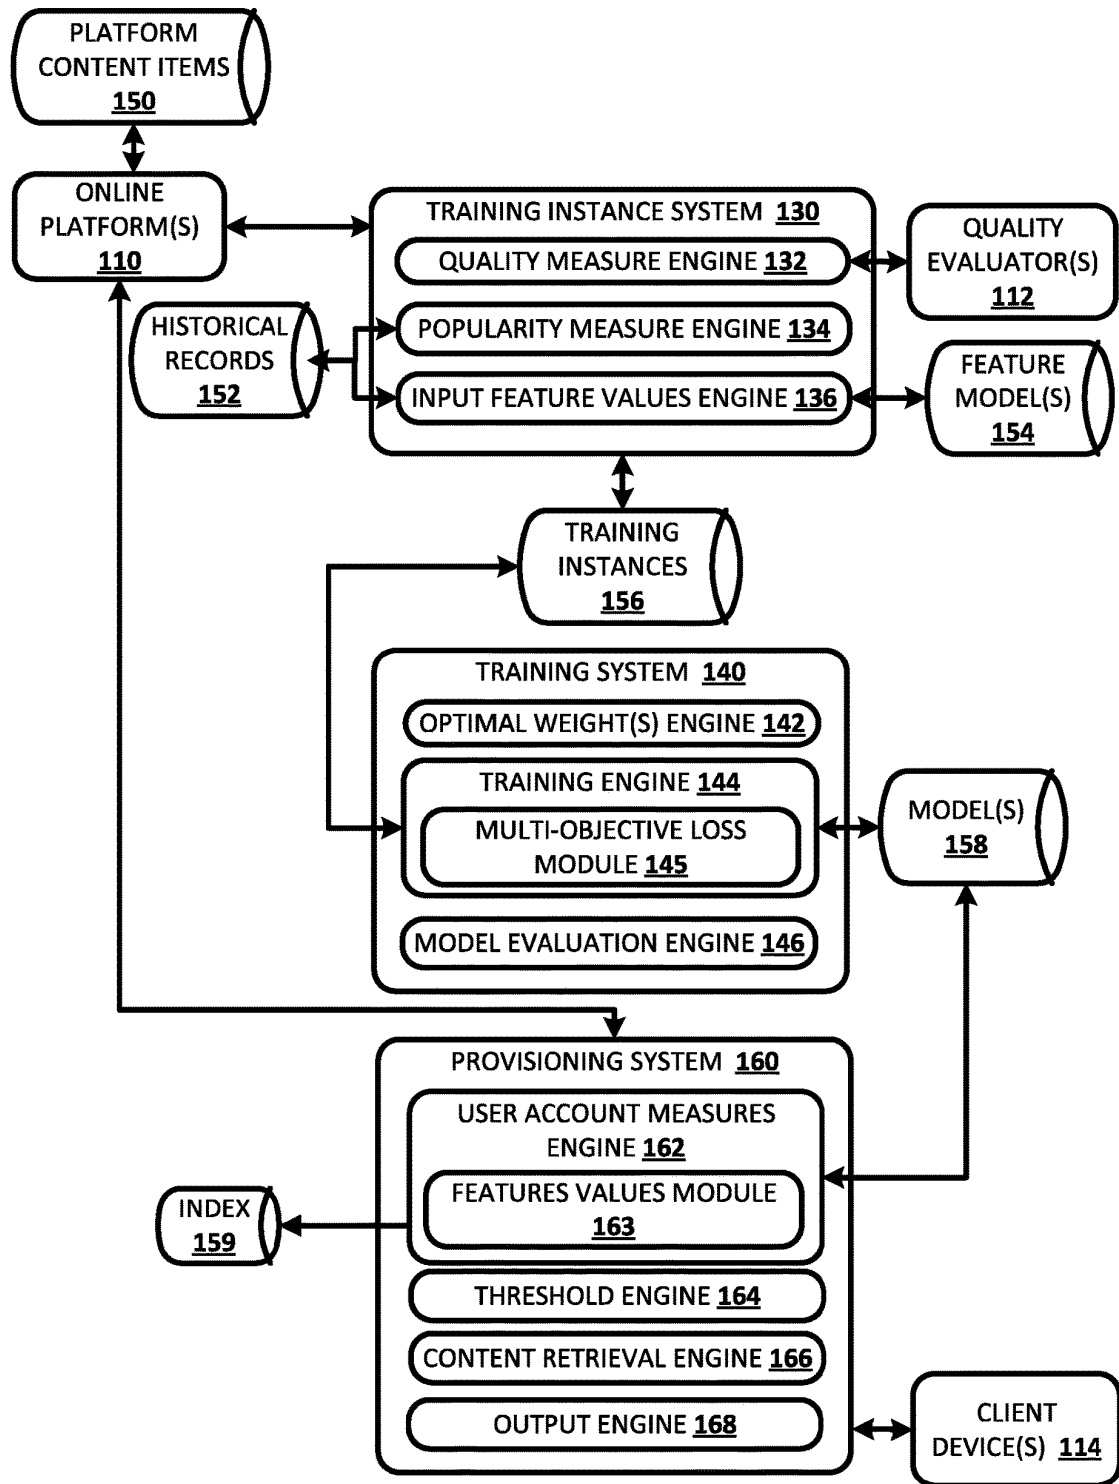 PLATFORM
CONTENT ITEMS
150
ONLINE
PLATFORM(S)
110
TRAINING INSTANCE SYSTEM 130
QUALITY MEASURE ENGINE 132
POPULARITY MEASURE ENGINE 134
INPUT FEATURE VALUES ENGINE 136
QUALITY
EVALUATOR(S)
112
HISTORICAL
RECORDS
152
FEATURE
MODEL(S)
154
TRAINING
INSTANCES
156
TRAINING SYSTEM 140
OPTIMAL WEIGHT(S) ENGINE 142
TRAINING ENGINE 144
MULTI-OBJECTIVE LOSS
MODULE 145
MODEL EVALUATION ENGINE 146
MODEL(S)
158
PROVISIONING SYSTEM 160
USER ACCOUNT MEASURES
ENGINE 162
FEATURES VALUES MODULE
163
INDEX
159
THRESHOLD ENGINE 164
CONTENT RETRIEVAL ENGINE 166
OUTPUT ENGINE 168
CLIENT
DEVICE(S) 114